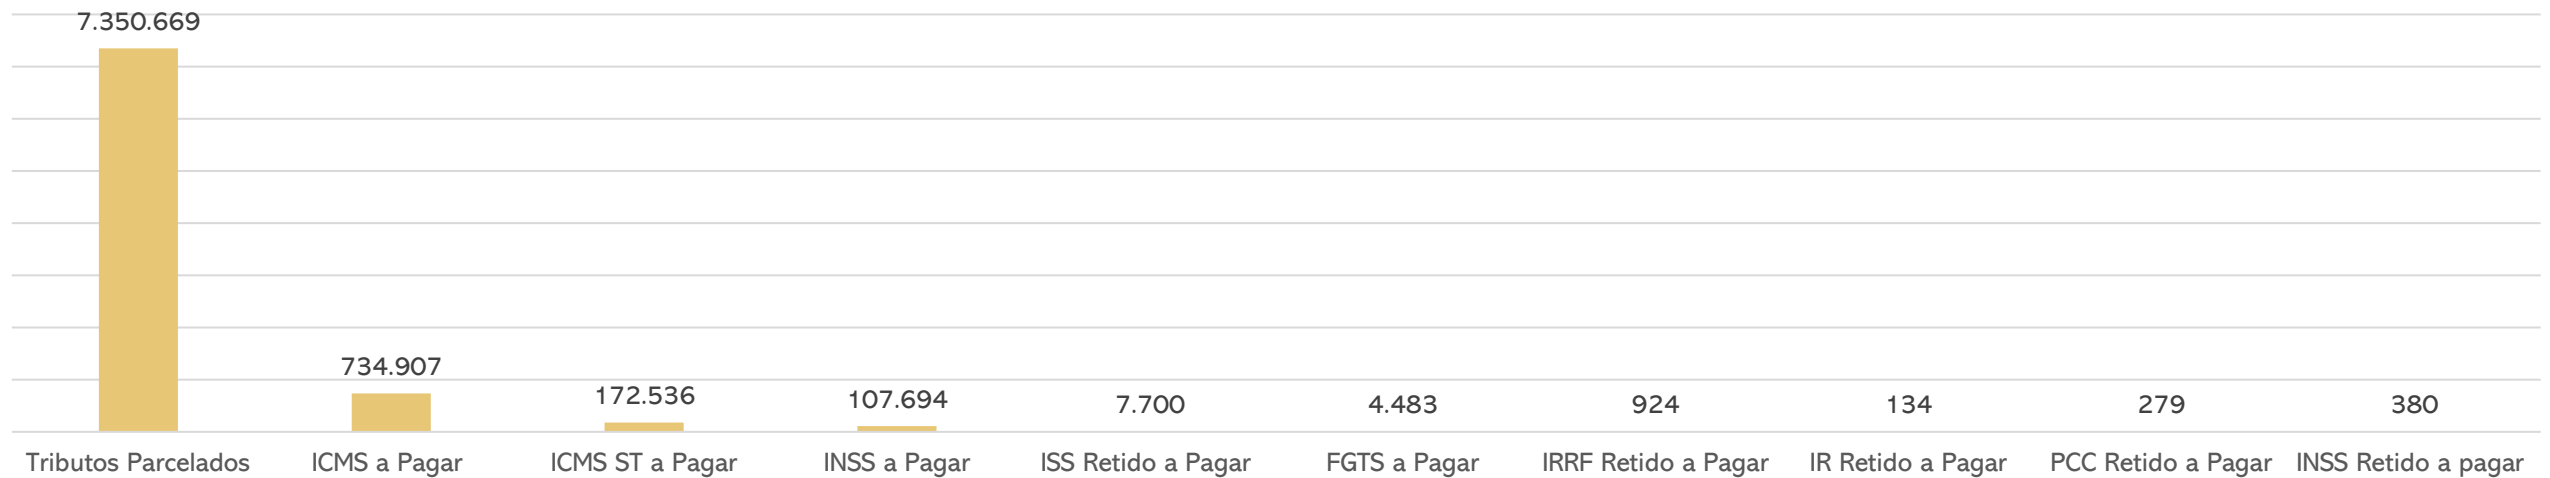 7.350.669
734.907
172.536
107.694
7.700
4.483
924
134
279
380
Tributos Parcelados
ICMS a Pagar
ICMS ST a Pagar
INSS a Pagar
ISS Retido a Pagar
FGTS a Pagar
IRRF Retido a Pagar
IR Retido a Pagar
PCC Retido a Pagar
INSS Retido a pagar